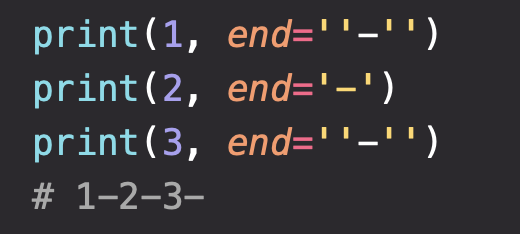 print(1, end=''-'')
print(2, end='-')
print(3, end=''-'')
# 1-2-3-